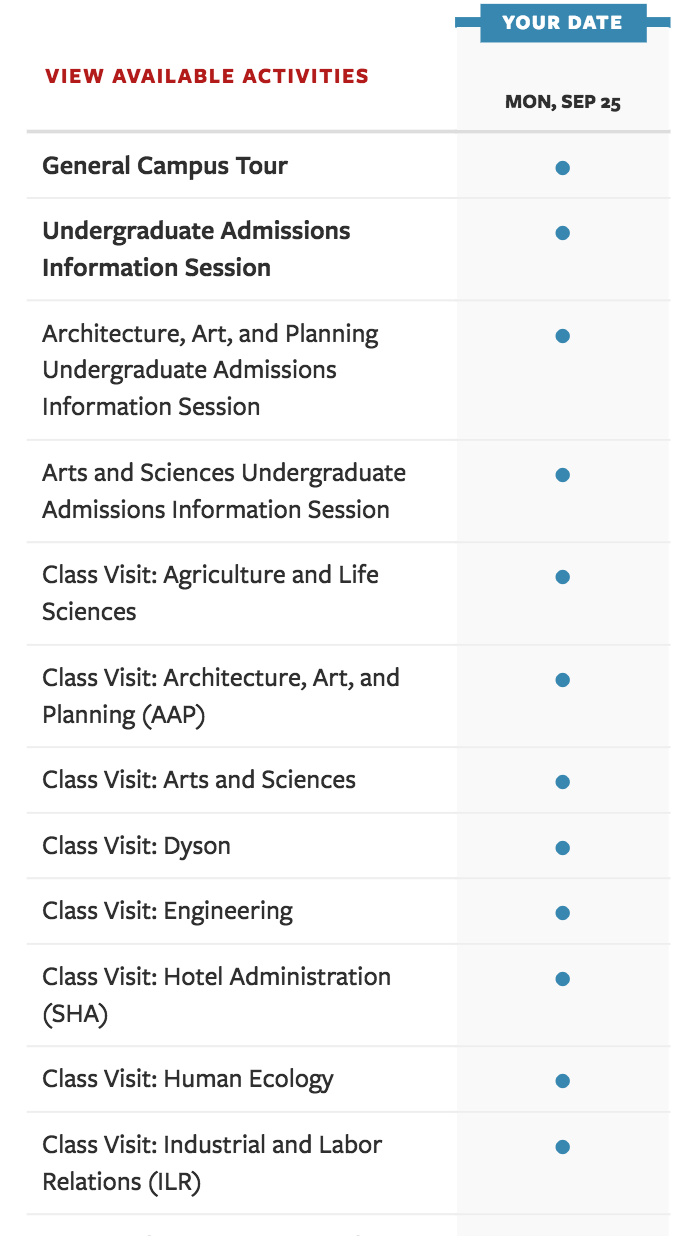 YOUR DATE
VIEW AVAILABLE ACTIVITIES
MON, SEP 25
General Campus Tour
Undergraduate Admissions
Information Session
Architecture, Art, and Planning
Undergraduate Admissions
Information Session
Arts and Sciences Undergraduate
Admissions Information Session
Class Visit: Agriculture and Life
Sciences
Class Visit: Architecture, Art, and
Planning (AAP)
Class Visit: Arts and Sciences
Class Visit: Dyson
Class Visit: Engineering
Class Visit: Hotel Administration
(SHA)
Class Visit: Human Ecology
Class Visit: Industrial and Labor
Relations (ILR)